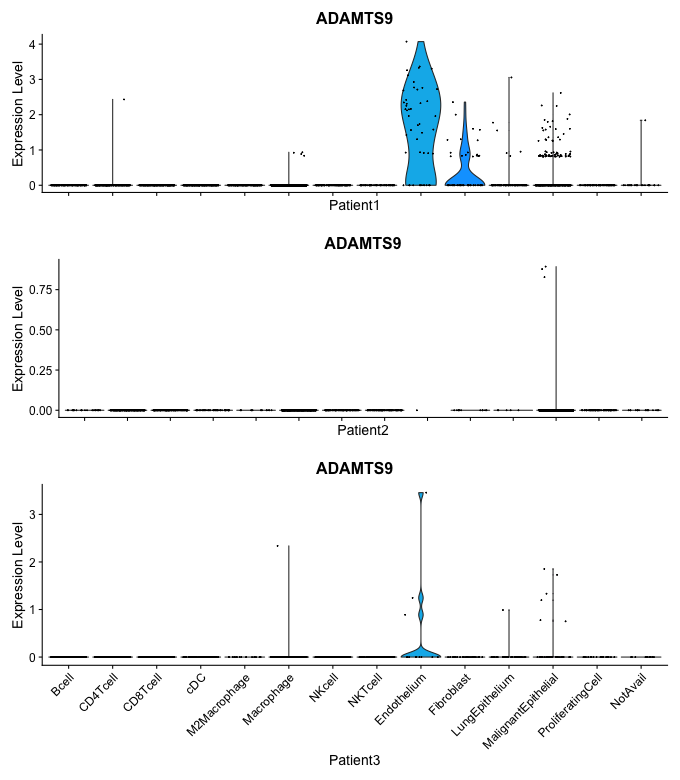 ADAMTS9
Expression Level
4
3
2
1
0
Patient1
ADAMTS9
Expression Level
0.75
0.50
0.25
0.00
Patient2
ADAMTS9
Expression Level
3
2
1
0
Bcell
CD4Tcell
CD8Tcell
cDC
M2Macrophage
Macrophage
NKcell
NKTcell
Endothelium
Fibroblast
LungEpithelium
MalignantEpithelial
ProliferatingCell
NotAvail
Patient3